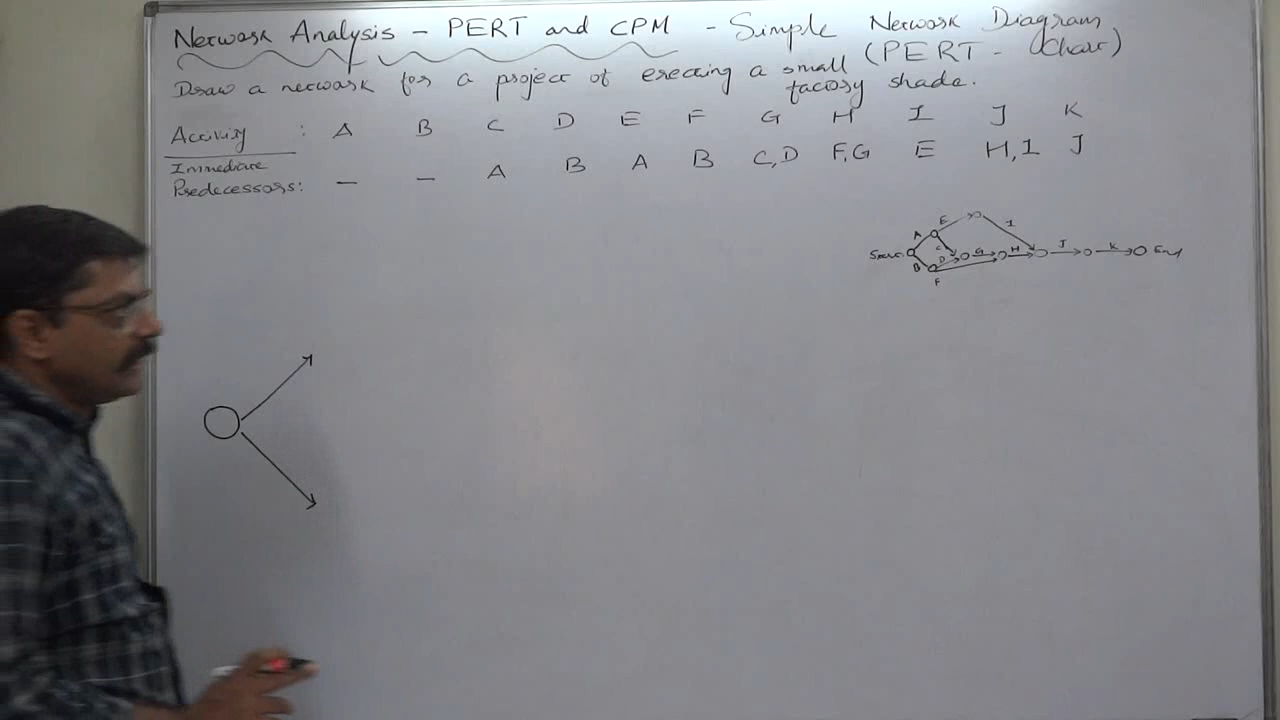 Network Analysis - PERT and CPM - Simple Network Diagram
(PERT - Chart)
Draw a network for a project of erecting a small factory shade.
Activity : A B C D E F G H I J K
Immediate
Predecessors: - - A B A B C,D F,G E H,I J
E I
A
Start C D G H J K End
B
F